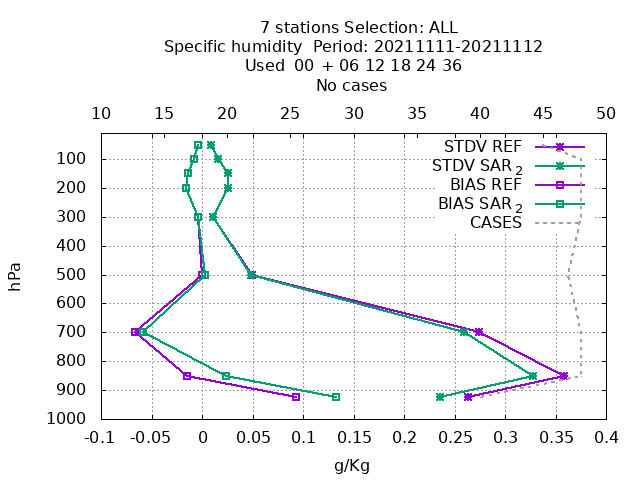 7 stations Selection: ALL
Specific humidity  Period: 20211111-20211112
Used  00 + 06 12 18 24 36
No cases
10 15 20 25 30 35 40 45 50
STDV REF
STDV SAR 2
BIAS REF
BIAS SAR 2
CASES
100
200
300
400
500
600
700
800
900
1000
hPa
-0.1 -0.05 0 0.05 0.1 0.15 0.2 0.25 0.3 0.35 0.4
g/Kg